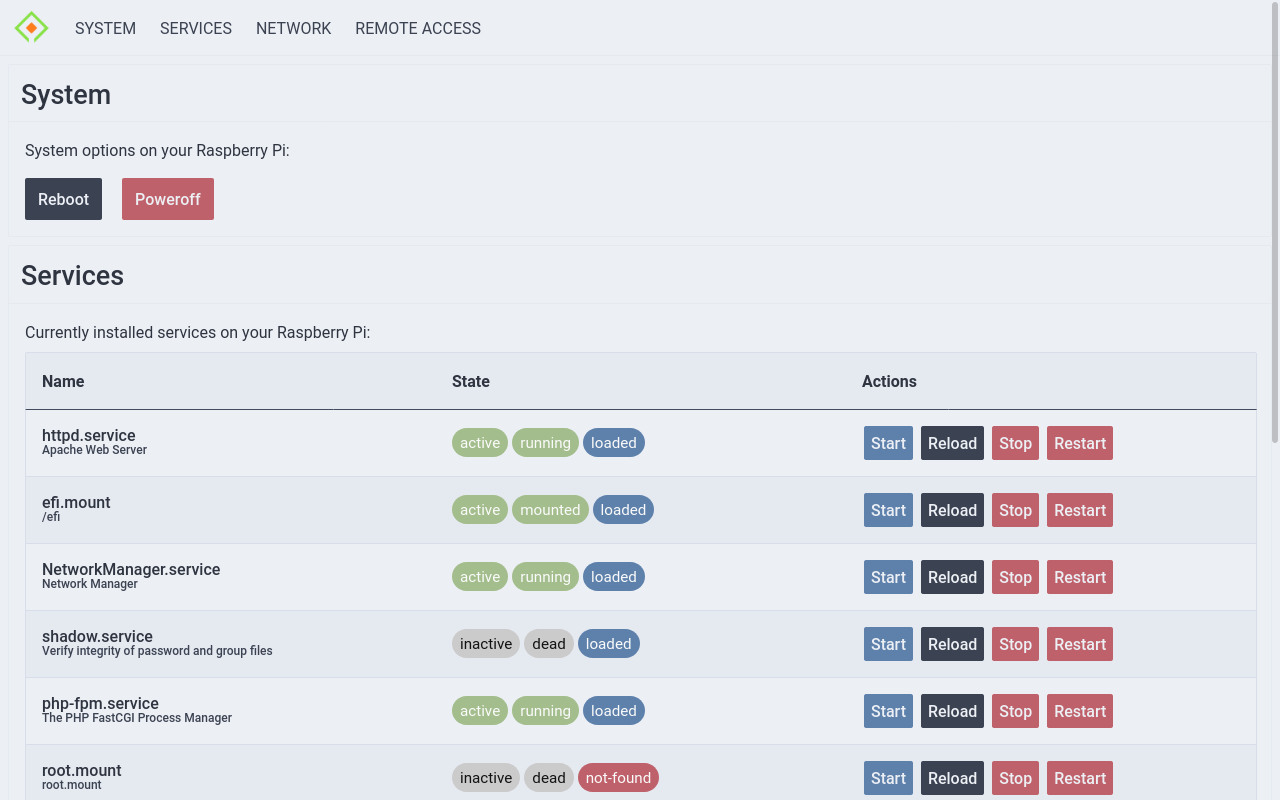 SYSTEM SERVICES NETWORK REMOTE ACCESS
System
System options on your Raspberry Pi:
Reboot Poweroff
Services
Currently installed services on your Raspberry Pi:
Name State Actions
httpd.service
Apache Web Server
active running loaded Start Reload Stop Restart
efi.mount
/efi
active mounted loaded Start Reload Stop Restart
NetworkManager.service
Network Manager
active running loaded Start Reload Stop Restart
shadow.service
Verify integrity of password and group files
inactive dead loaded Start Reload Stop Restart
php-fpm.service
The PHP FastCGI Process Manager
active running loaded Start Reload Stop Restart
root.mount
root.mount
inactive dead not-found Start Reload Stop Restart